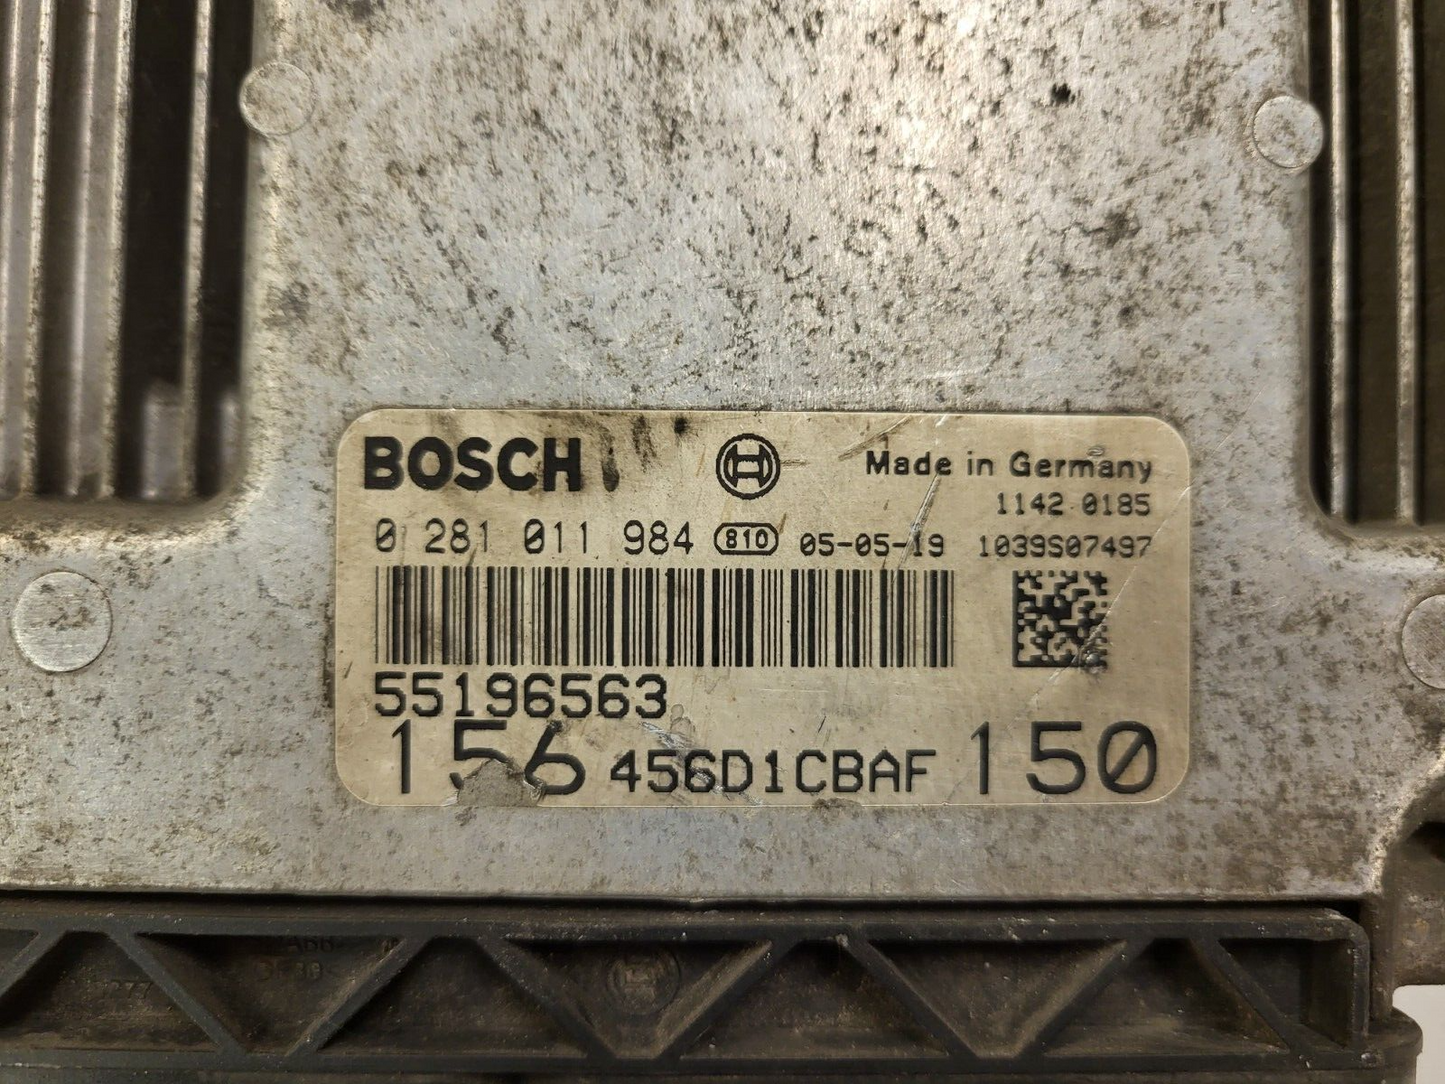 BOSCH
Made in Germany
1142 0185
0 281 011 984 810 05-05-19 1039S07497
55196563
156 456D1CBAF 150